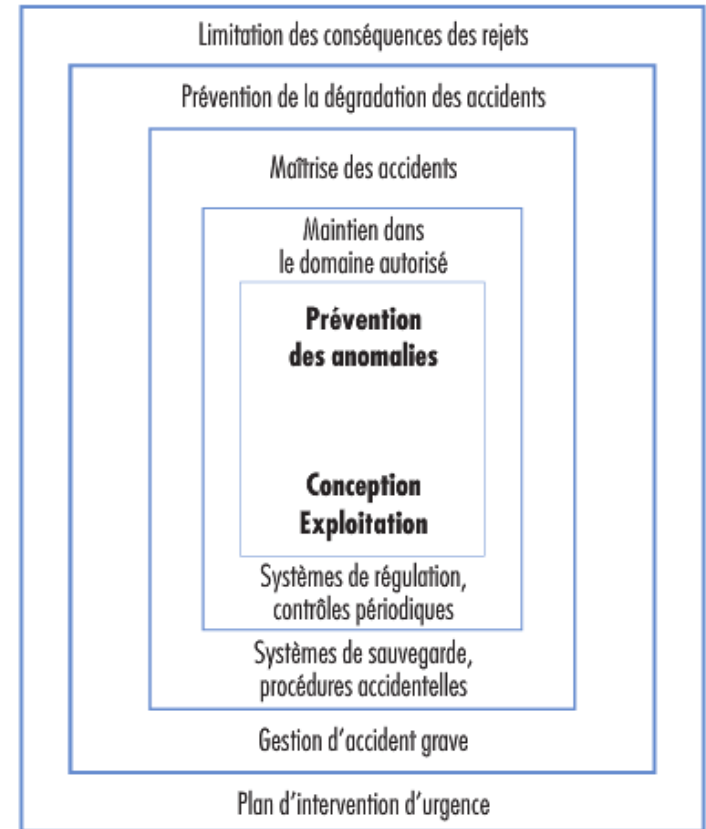 Limitation des conséquences des rejets
Prévention de la dégradation des accidents
Maîtrise des accidents
Maintien dans
le domaine autorisé
Prévention
des anomalies
Conception
Exploitation
Systèmes de régulation,
contrôles périodiques
Systèmes de sauvegarde,
procédures accidentelles
Gestion d'accident grave
Plan d'intervention d'urgence